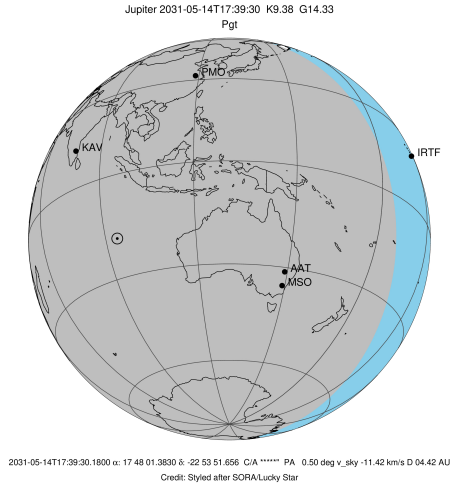 Jupiter 2031-05-14T17:39:30 K9.38 G14.33
Pgt
PMO
KAV
IRTF
AAT
MSO
2031-05-14T17:39:30.1800 α: 17 48 01.3830 δ: -22 53 51.656 C/A *****" PA 0.50 deg v_sky -11.42 km/s D 04.42 AU
Credit: Styled after SORA/Lucky Star